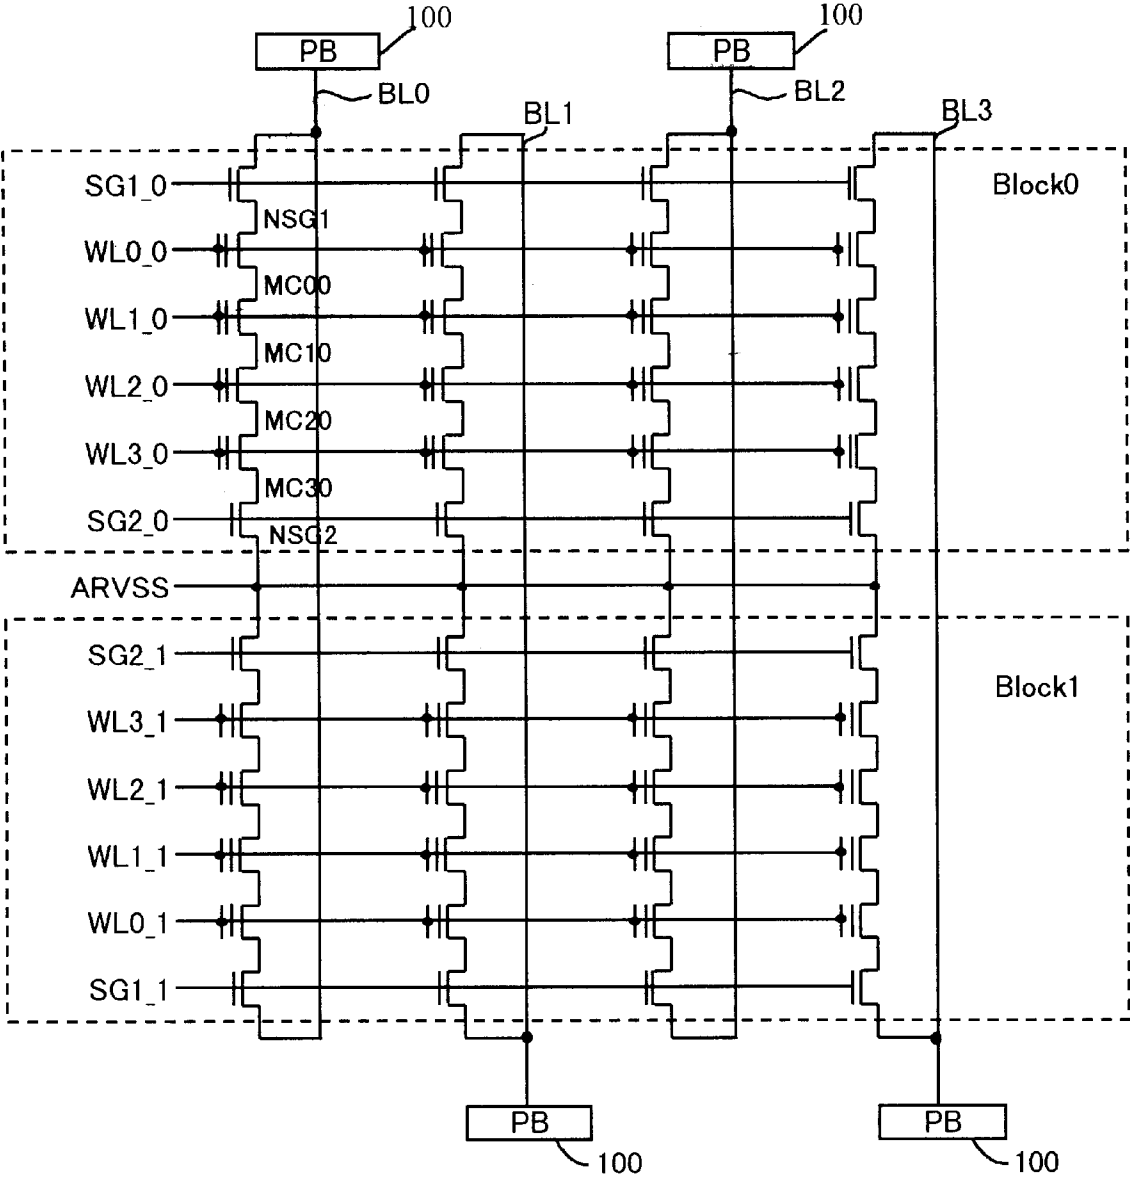 100
100
PB
PB
BL0
BL2
BL1
BL3
SG1_0
Block0
NSG1
WL0_0
MC00
WL1_0
MC10
WL2_0
MC20
WL3_0
MC30
SG2_0
NSG2
ARVSS
SG2_1
Block1
WL3_1
WL2_1
WL1_1
WL0_1
SG1_1
PB
PB
100
100